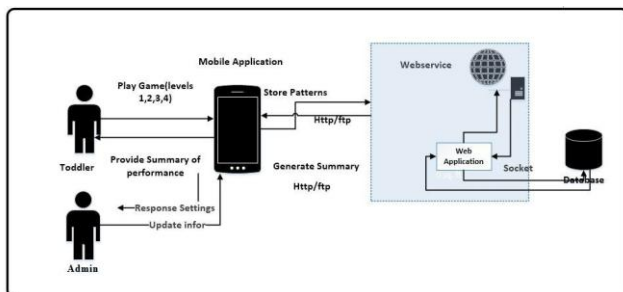 Mobile Application
Webservice
Play Game(levels
1,2,3,4)
Store Patterns
Http/ftp
Toddler
Provide Summary of
performance
Generate Summary
Http/ftp
Web
Application
Socket
Database
Response Settings
Update infor
Admin